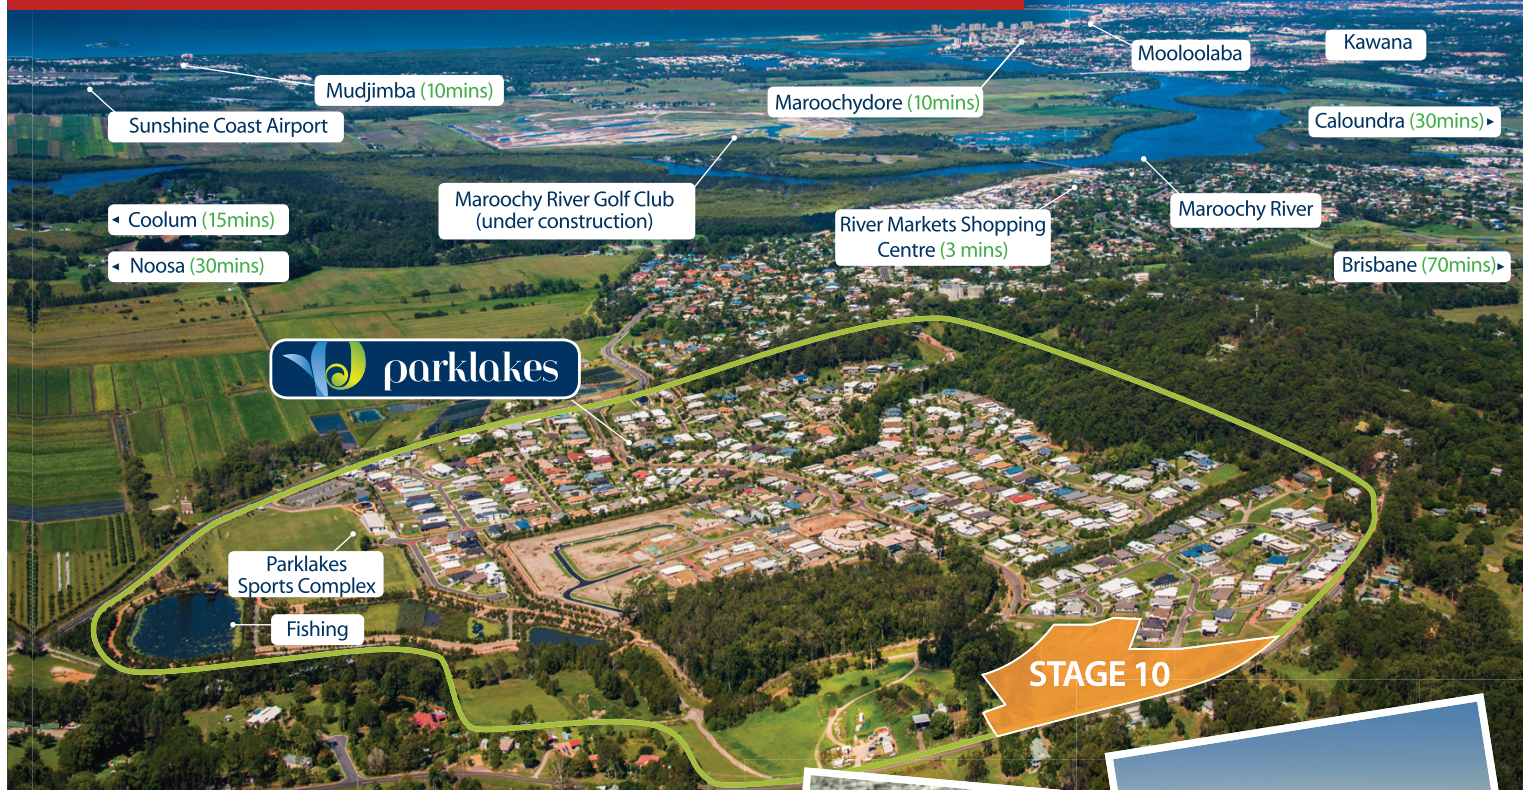 Mooloolaba
Kawana
Mudjimba (10mins)
Maroochydore (10mins)
Sunshine Coast Airport
Caloundra (30mins)
Maroochy River Golf Club
(under construction)
Coolum (15mins)
River Markets Shopping
Centre (3 mins)
Maroochy River
Noosa (30mins)
Brisbane (70mins)
parklakes
Parklakes
Sports Complex
Fishing
STAGE 10